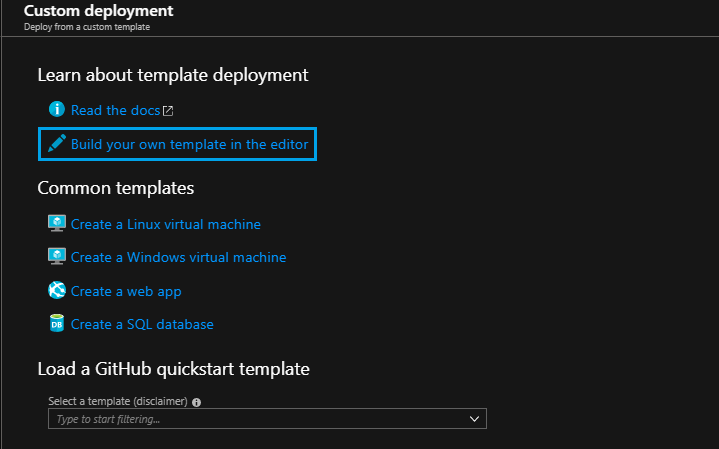 Custom deployment
Deploy from a custom template
Learn about template deployment
Read the docs
Build your own template in the editor
Common templates
Create a Linux virtual machine
Create a Windows virtual machine
Create a web app
DB Create a SQL database
Load a GitHub quickstart template
Select a template (disclaimer)
Type to start filtering...